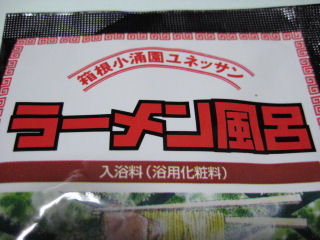 箱根小涌園ユネッサン
ラーメン風呂
入浴料(浴用化粧料)